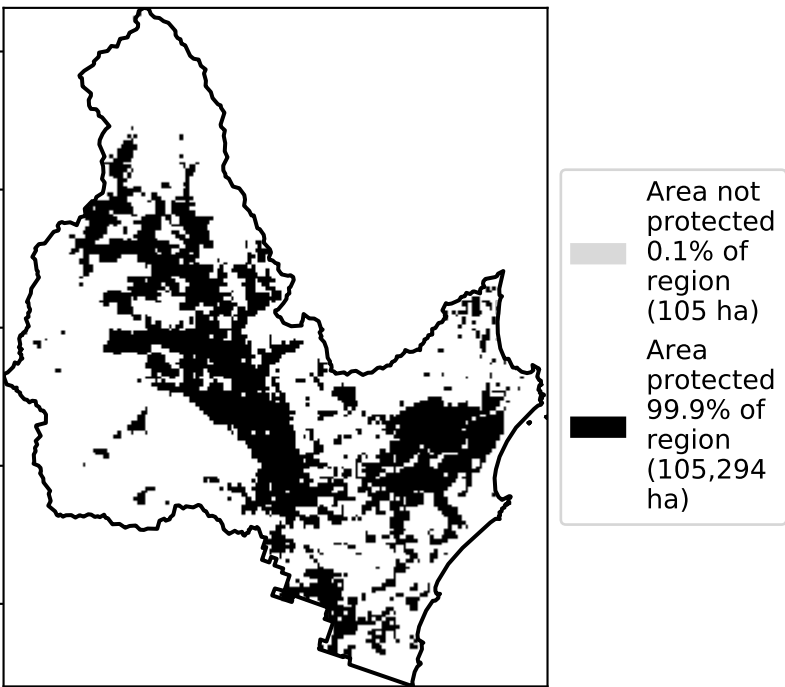 Area not
protected
0.1% of
region
(105 ha)
Area
protected
99.9% of
region
(105,294
ha)